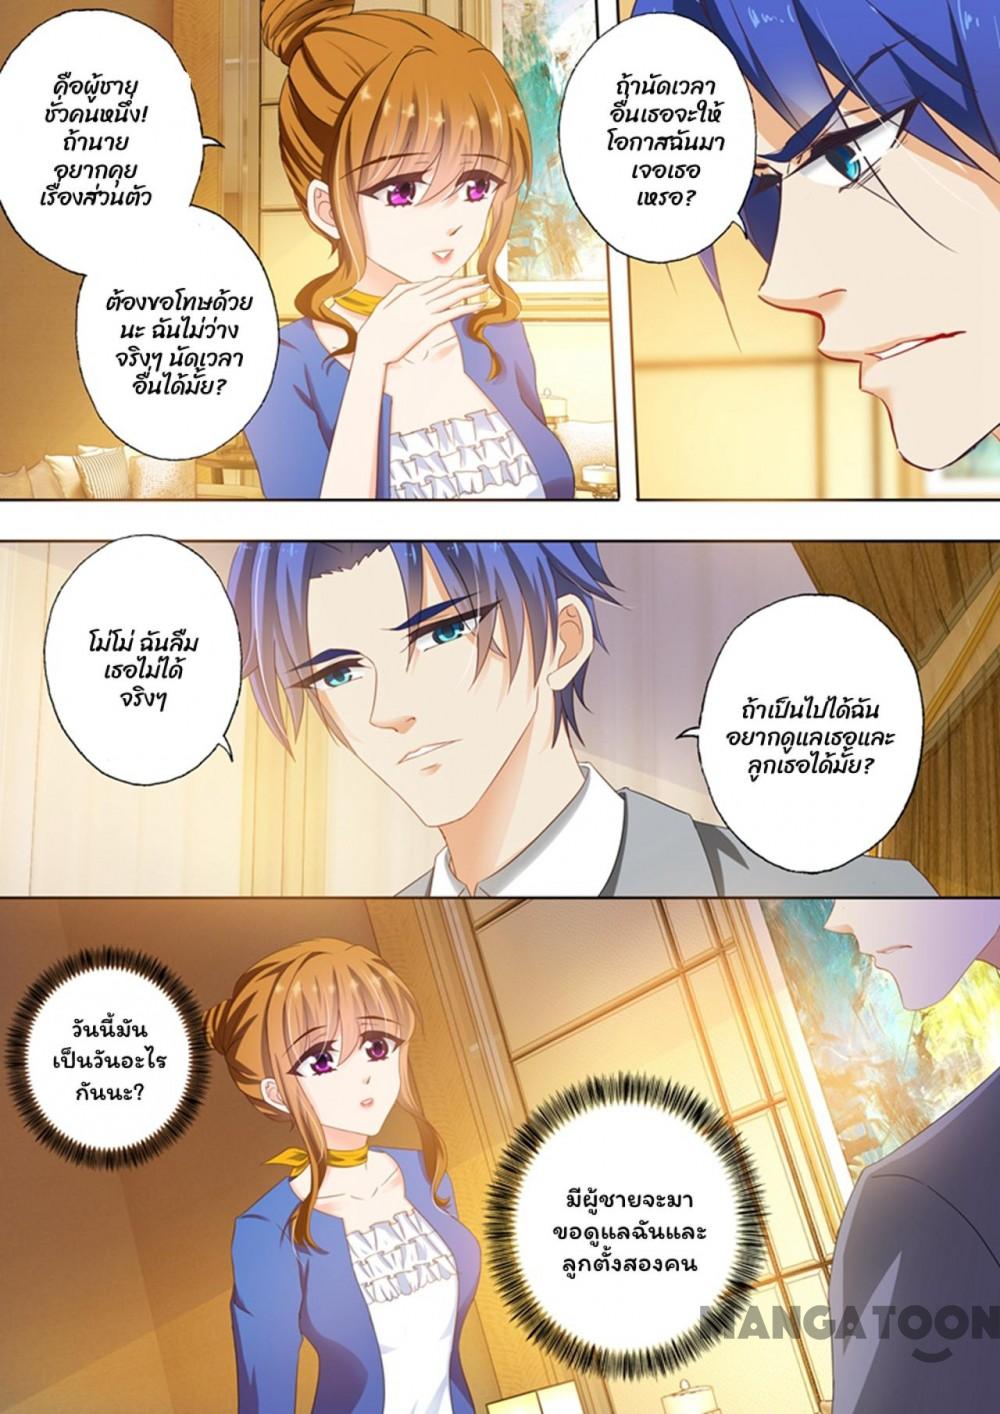 คือผู้ชาย
ชั่วคนหนึ่ง!
ถ้านาย
อยากคุย
เรื่องส่วนตัว
ต้องขอโทษด้วย
นะ ฉันไม่ว่าง
จริงๆ นัดเวลา
อื่นได้มั้ย?
ถ้านัดเวลา
อื่นเธอจะให้
โอกาสฉันมา
เจอเธอ
เหรอ?
โม่โม่ ฉันลืม
เธอไม่ได้
จริงๆ
ถ้าเป็นไปได้ฉัน
อยากดูแลเธอและ
ลูกเธอได้มั้ย?
วันนี้มัน
เป็นวันอะไร
กันนะ?
มีผู้ชายจะมา
ขอดูแลฉันและ
ลูกตั้งสองคน
MANGATOON